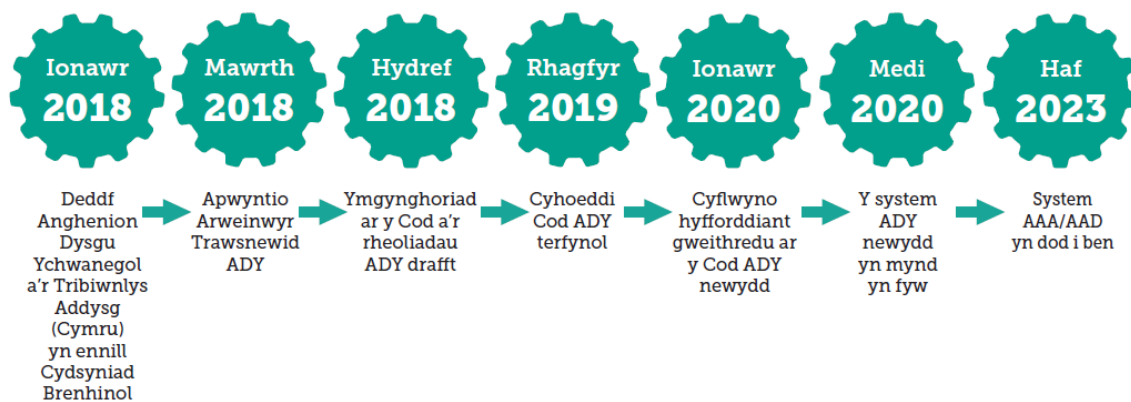 Ionawr
2018
Mawrth
2018
Hydref
2018
Rhagfyr
2019
Ionawr
2020
Medi
2020
Haf
2023
Deddf
Anghenion
Dysgu
Ychwanegol
a'r Tribiwnlys
Addysg
(Cymru)
yn ennill
Cydsyniad
Brenhinol
Apwyntio
Arweinwyr
Trawsnewid
ADY
Ymgynghoriad
ar y Cod a'r
rheoliadau
ADY drafft
Cyhoeddi
Cod ADY
terfynol
Cyflwyno
hyfforddiant
gweithredu ar
y Cod ADY
newydd
Y system
ADY
newydd
yn mynd
yn fyw
System
AAA/AAD
yn dod i ben